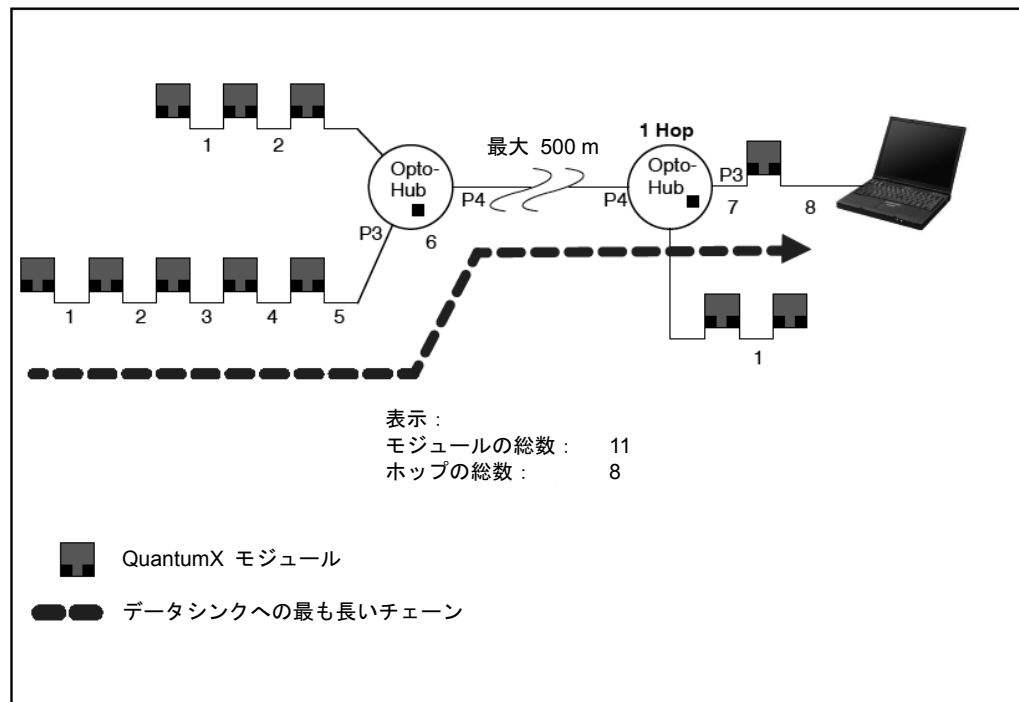 1 2
最大 500 m
1 Hop
Opto-
Hub
P4
P3
6
Opto-
Hub
P4
P3
7
8
1 2 3 4 5
1
表示：
モジュールの総数： 11
ホップの総数： 8
QuantumX モジュール
データシンクへの最も長いチェーン